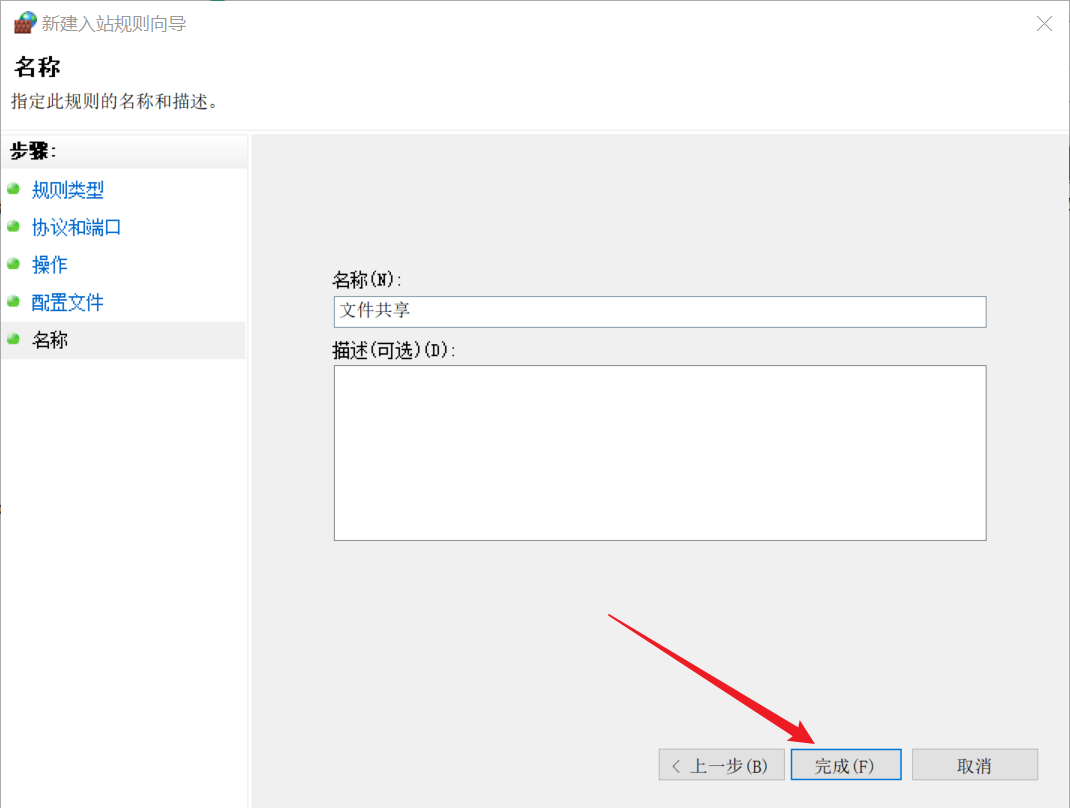 新建入站规则向导
名称
指定此规则的名称和描述。
步骤:
规则类型
协议和端口
操作
配置文件
名称
名称(N):
文件共享
描述(可选)(D):
< 上一步(B)
完成(F)
取消